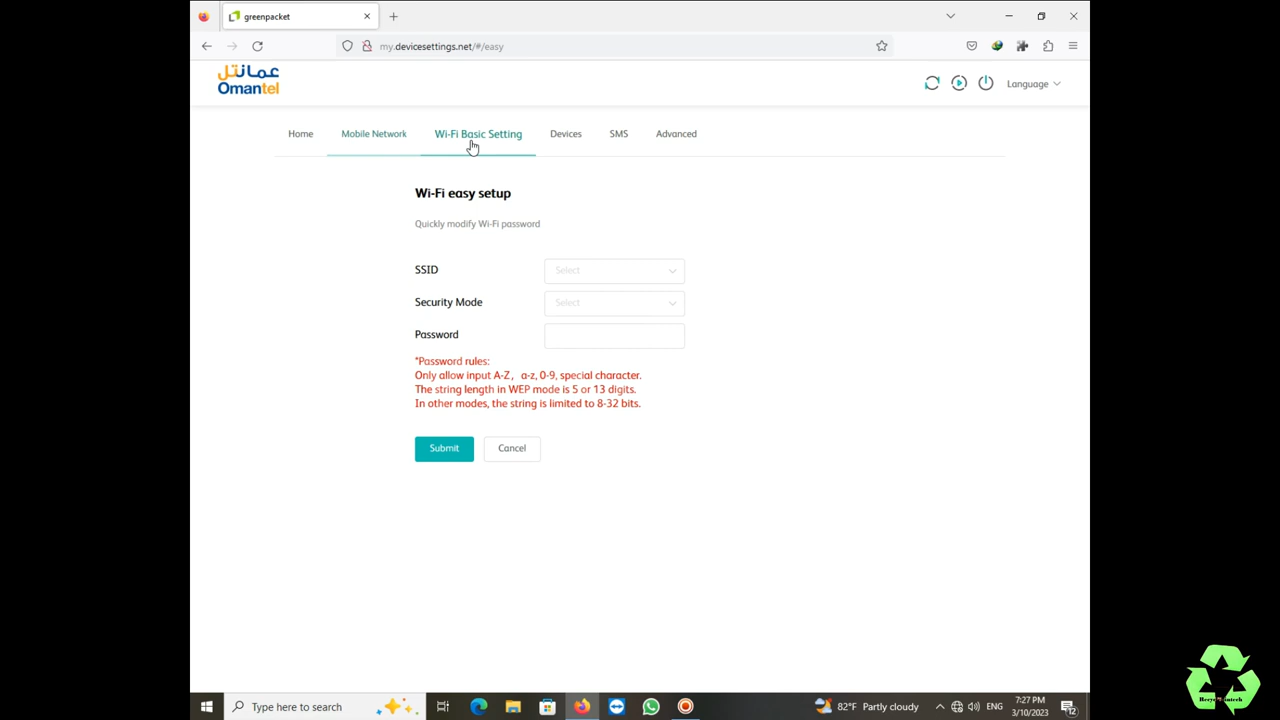 greenpacket
my.devicesettings.net/#/easy
عمانتل
Omantel
Language
Home
Mobile Network
Wi-Fi Basic Setting
Devices
SMS
Advanced
Wi-Fi easy setup
Quickly modify Wi-Fi password
SSID
Select
Security Mode
Select
Password
*Password rules:
Only allow input A-Z, a-z, 0-9, special character.
The string length in WEP mode is 5 or 13 digits.
In other modes, the string is limited to 8-32 bits.
Submit
Cancel
Type here to search
82°F Partly cloudy
ENG
7:27 PM
3/10/2023
12